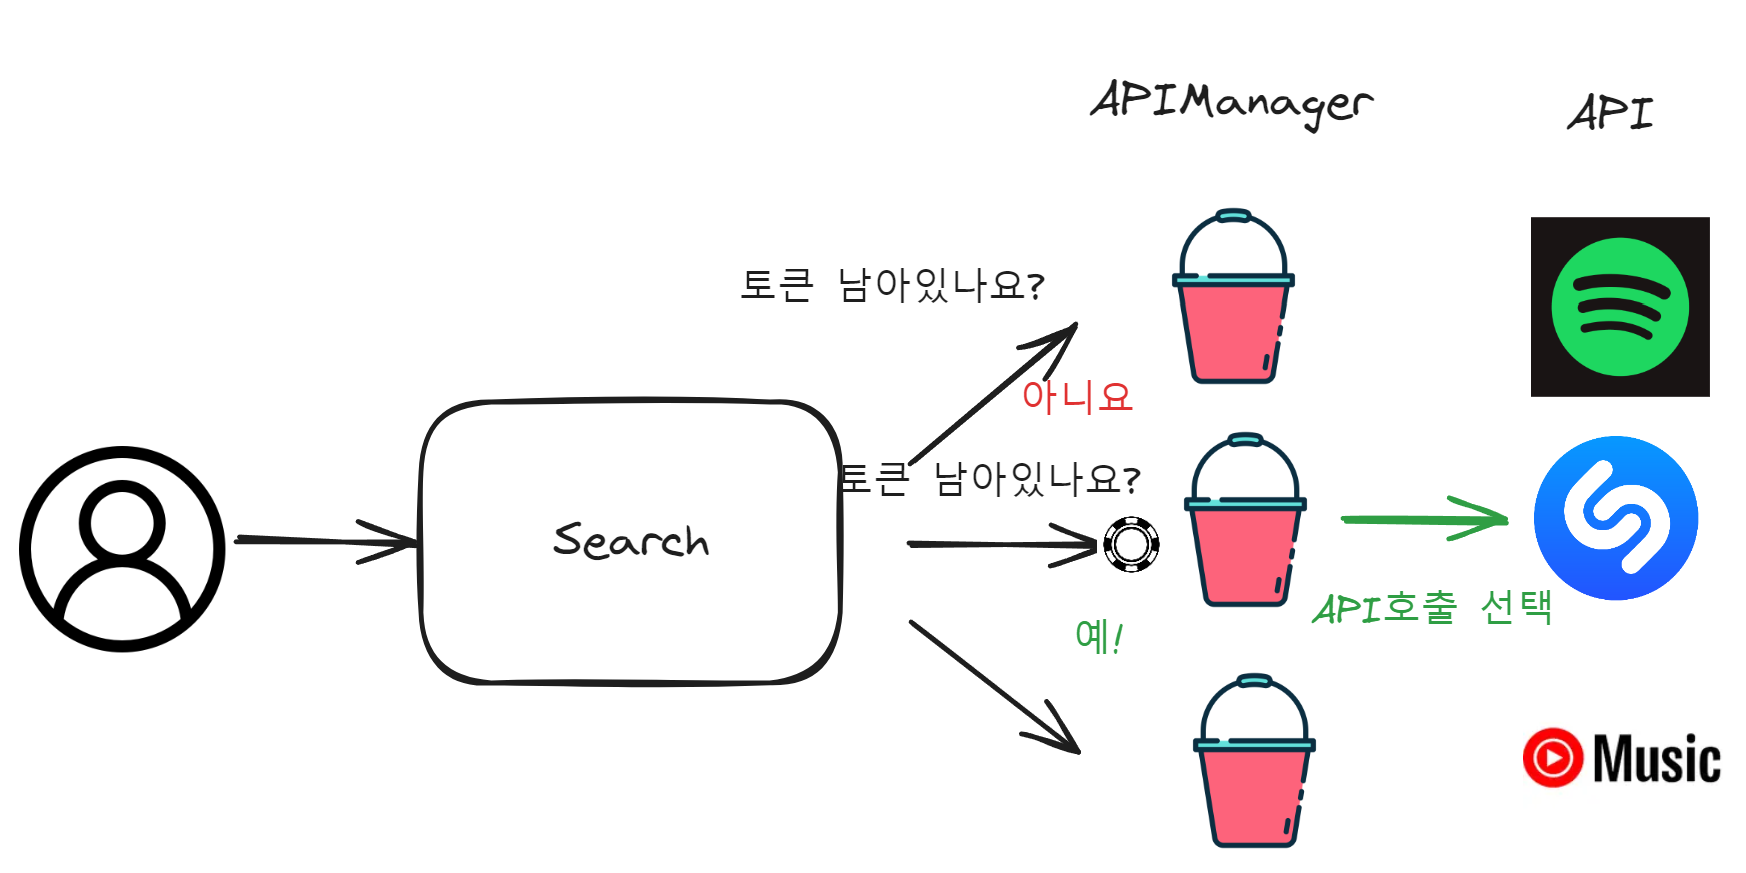 APIManager
API
토큰 남아있나요?
아니요
토큰 남아있나요?
Search
예!
API호출 선택
Music